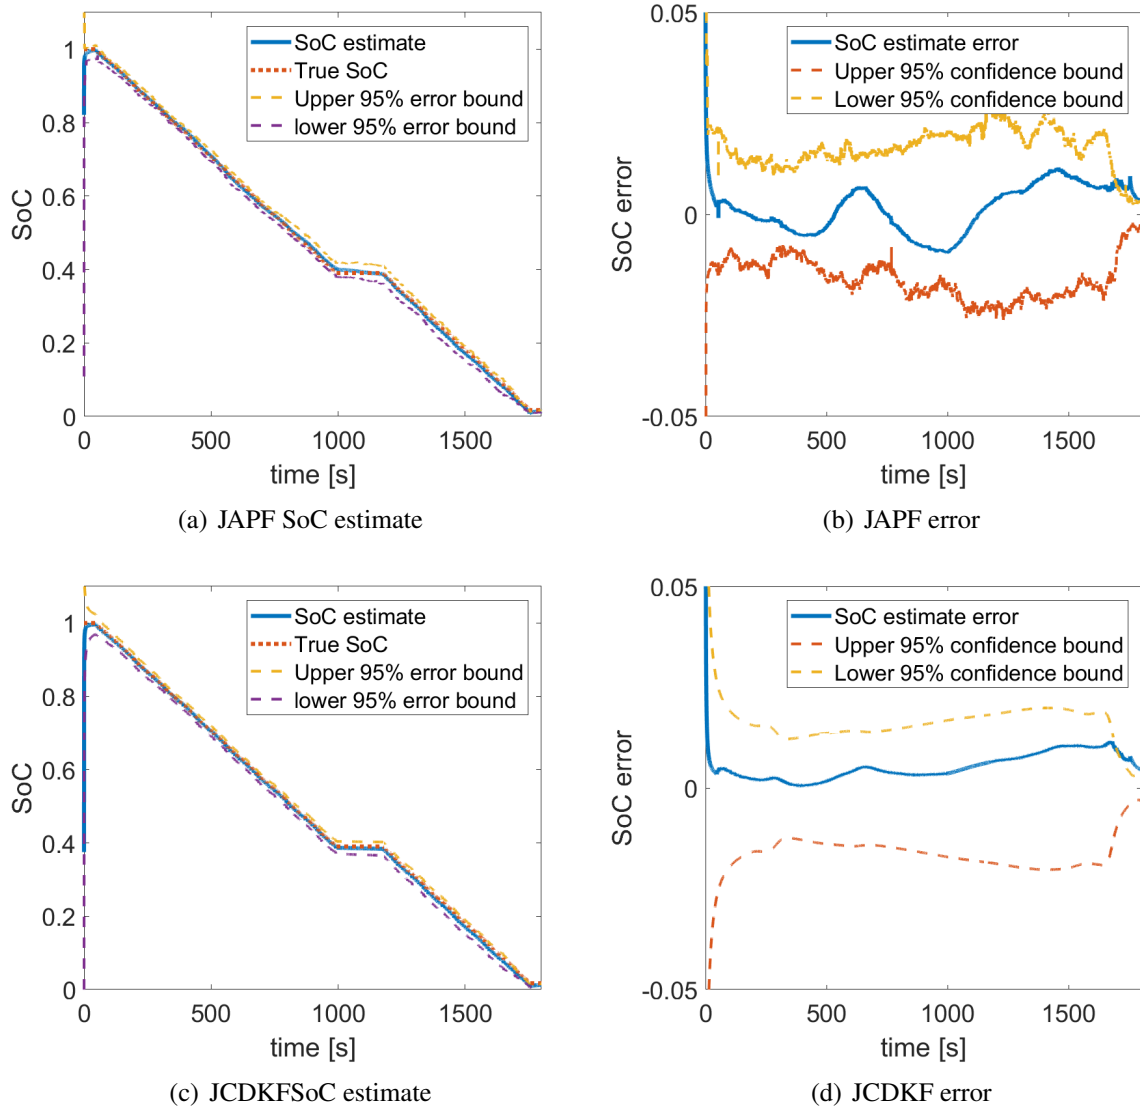 SoC estimate
True SoC
Upper 95% error bound
lower 95% error bound
1
0.8
0.6
0.4
0.2
0
SoC
0 500 1000 1500
time [s]
(a) JAPF SoC estimate
SoC estimate error
Upper 95% confidence bound
Lower 95% confidence bound
0.05
0
-0.05
SoC error
0 500 1000 1500
time [s]
(b) JAPF error
SoC estimate
True SoC
Upper 95% error bound
lower 95% error bound
1
0.8
0.6
0.4
0.2
0
SoC
0 500 1000 1500
time [s]
(c) JCDKFSoC estimate
SoC estimate error
Upper 95% confidence bound
Lower 95% confidence bound
0.05
0
-0.05
SoC error
0 500 1000 1500
time [s]
(d) JCDKF error